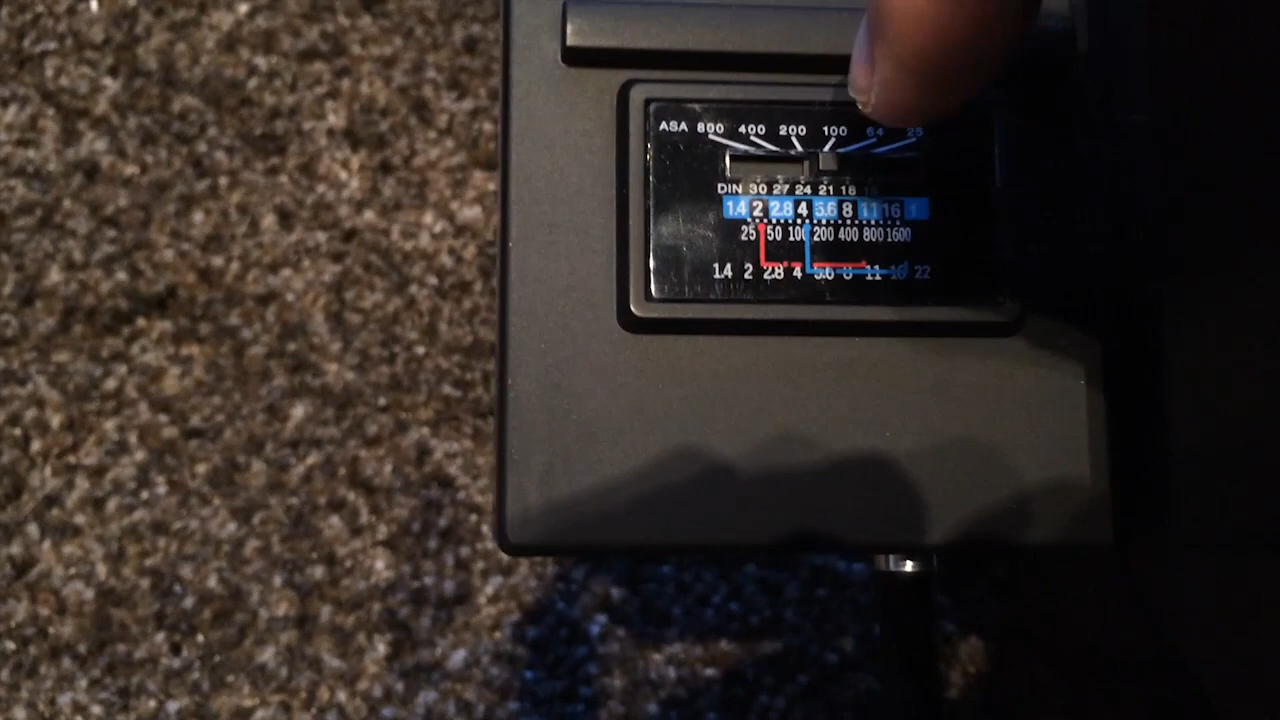 ASA 800 400 200 100 64 25
DIN 30 27 24 21 18
1.4 2 2.8 4 5.6 8 11 16
25 50 100 200 400 800 1600
1.4 2 2.8 4 5.6 8 11 16 22